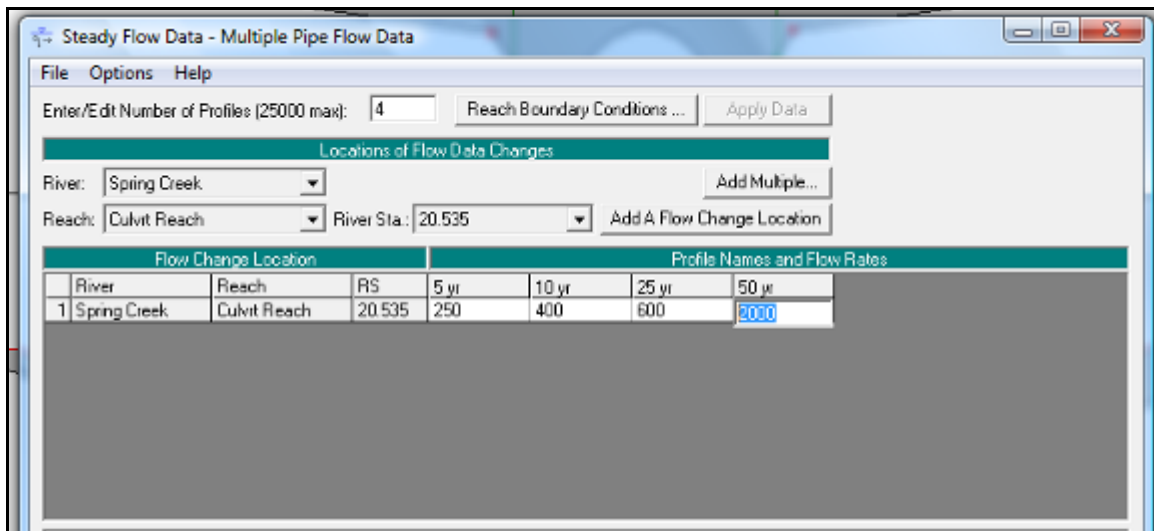 Steady Flow Data - Multiple Pipe Flow Data
File Options Help
Enter/Edit Number of Profiles (25000 max): 4 Reach Boundary Conditions ... Apply Data
Locations of Flow Data Changes
River: Spring Creek Add Multiple...
Reach: Culvrt Reach River Sta.: 20.535 Add A Flow Change Location
Flow Change Location Profile Names and Flow Rates
River Reach RS 5 yr 10 yr 25 yr 50 yr
1 Spring Creek Culvrt Reach 20.535 250 400 600 2000